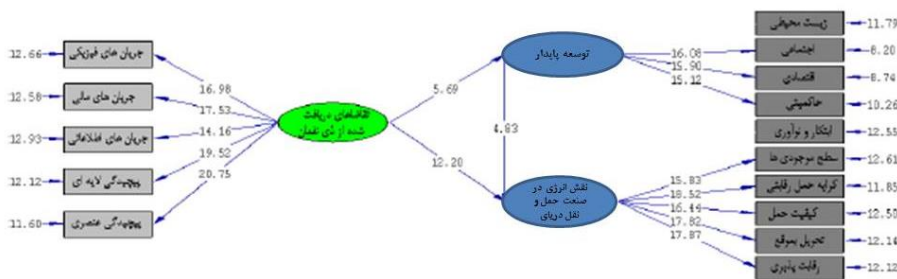 12.66
جریان های فیزیکی
12.58
جریان های مالی
12.93
جریان های اطلاعاتی
12.12
پیچیدگی لایه ای
11.60
پیچیدگی عنصری
16.98
17.53
14.16
19.52
20.75
تقاضاهای دریافت
شده از ذی نفعان
5.69
12.20
4.83
توسعه پایدار
نقش انرژی در
صنعت حمل و
نقل دریای
16.08
15.90
15.12
15.83
18.52
16.44
17.82
17.87
زیست محیطی
11.79
اجتماعی
8.20
اقتصادی
8.74
حاکمیتی
10.26
ابتکار و نوآوری
12.55
سطح موجودی ها
12.61
کرایه حمل رقابتی
11.85
کیفیت حمل
12.50
تحویل بموقع
12.14
رقابت پذیری
12.12